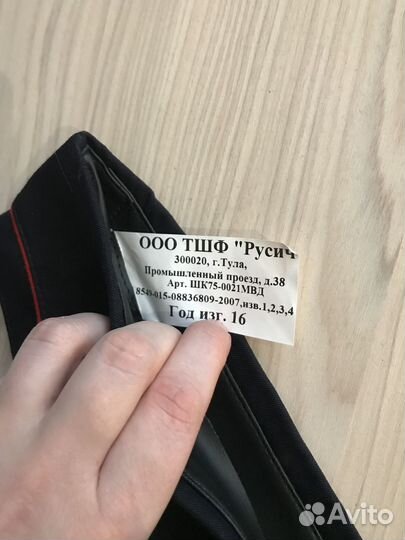 ООО ТШФ "Русич
300020, г.Тула,
Промышленный проезд, д.38
Арт. ШК75-0021МВД
8549-015-08836809-2007,изв.1,2,3,4
Год изг. 16
Avito